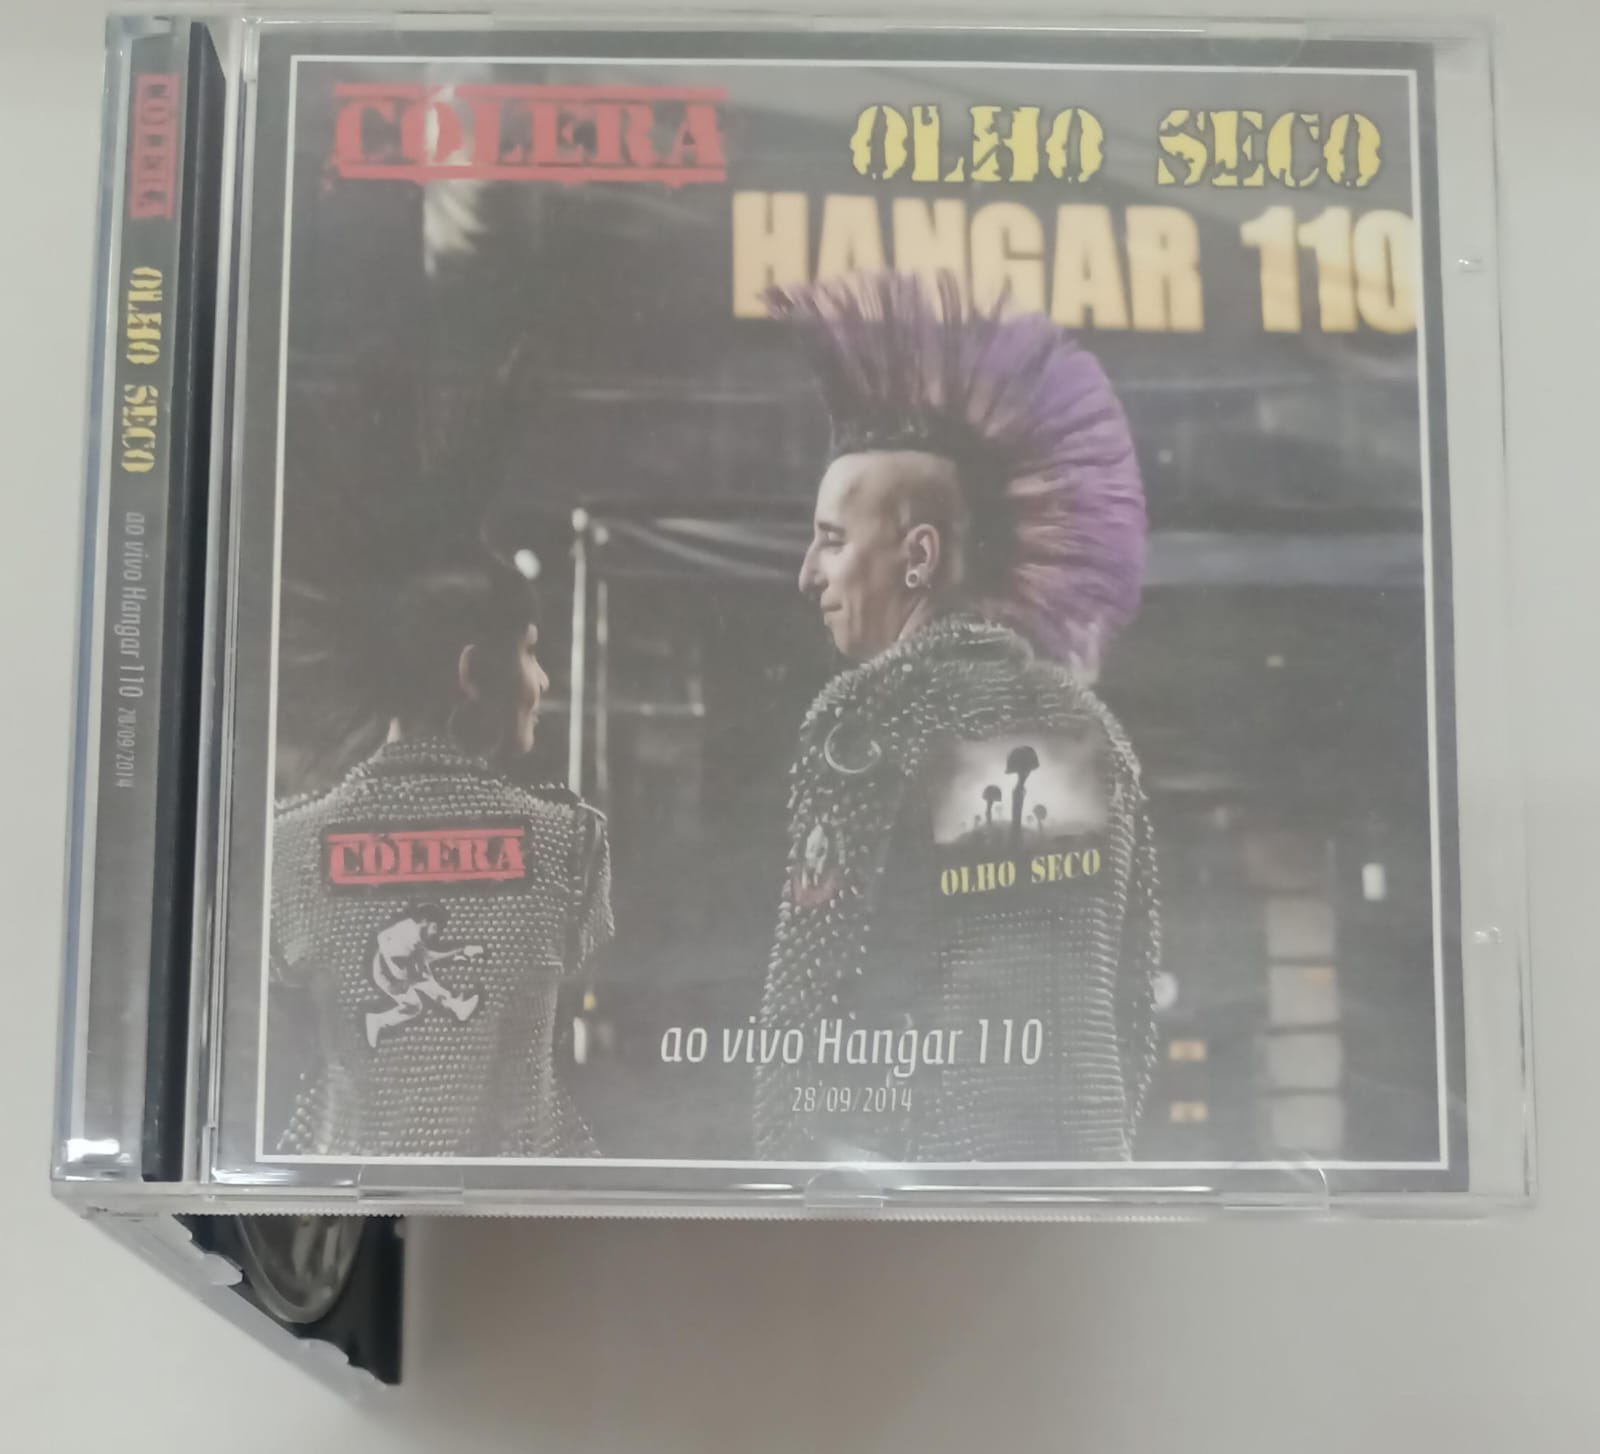 CÓLERA
OLHO SECO
HANGAR 110
CÓLERA
OLHO SECO
ao vivo Hangar 110
28/09/2014
CÓLERA
OLHO SECO
ao vivo Hangar 110
28/09/2014